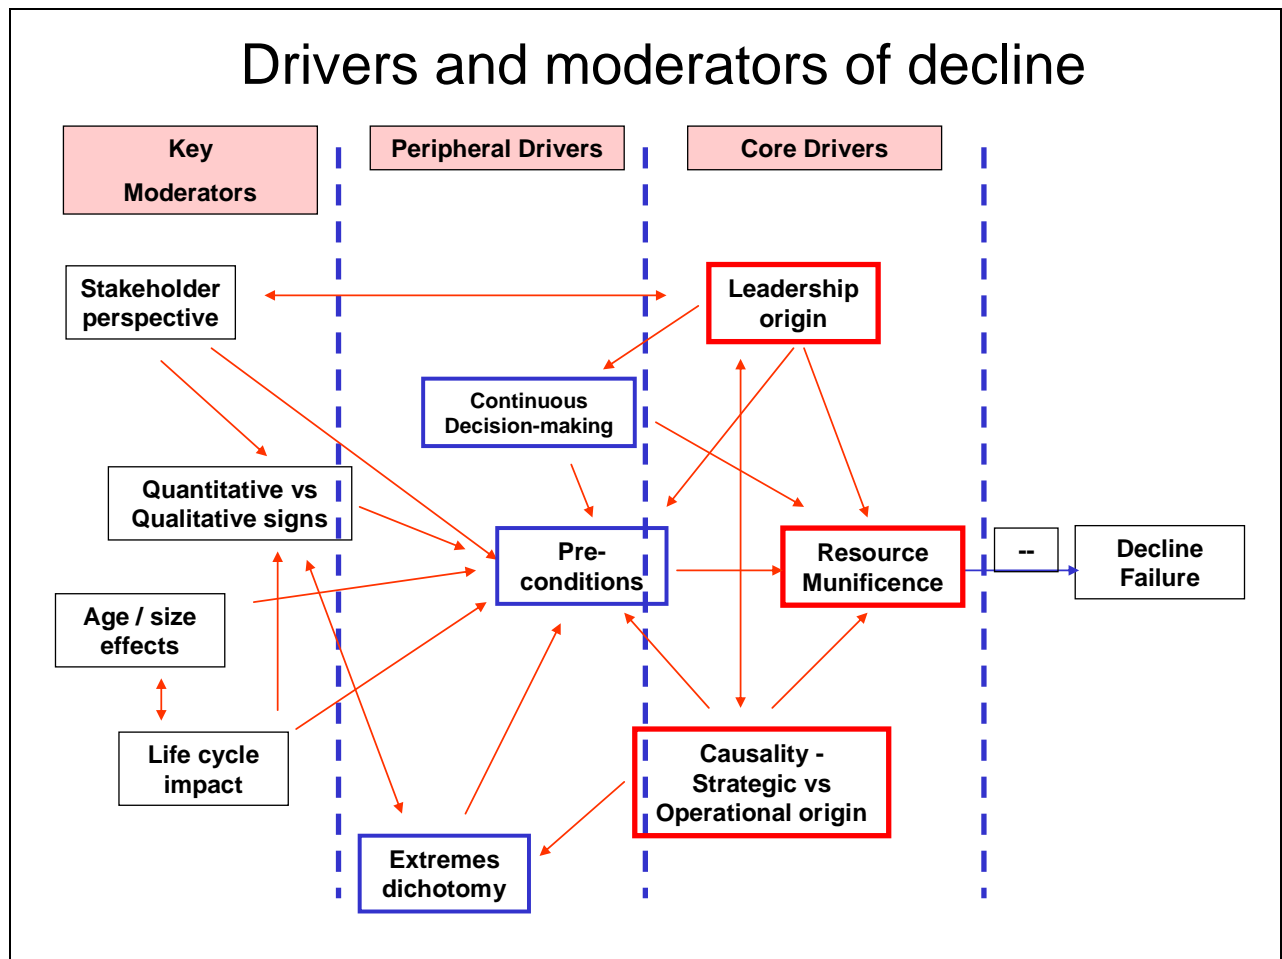 Drivers and moderators of decline
Key
Moderators
Peripheral Drivers
Core Drivers
Stakeholder
perspective
Leadership
origin
Continuous
Decision-making
Quantitative vs
Qualitative signs
Pre-
conditions
Resource
Munificence
--
Decline
Failure
Age / size
effects
Life cycle
impact
Causality -
Strategic vs
Operational origin
Extremes
dichotomy